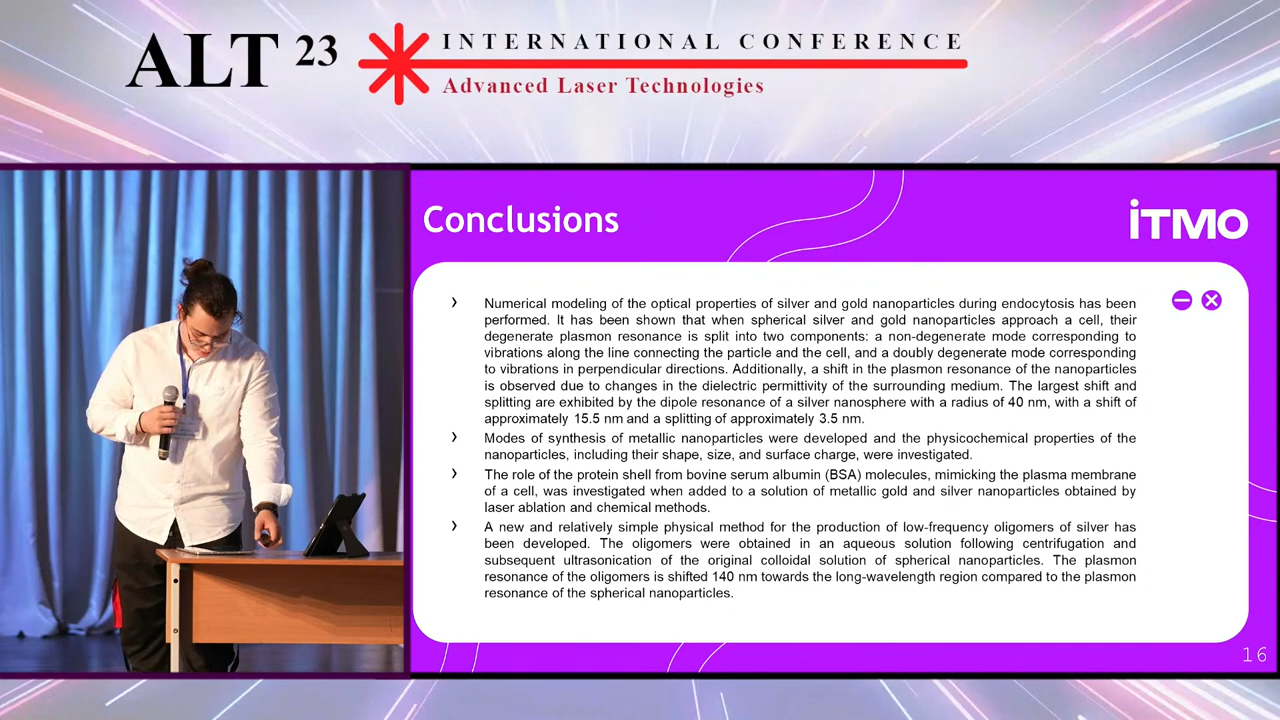 ALT 23
INTERNATIONAL CONFERENCE
Advanced Laser Technologies
Conclusions
iTMO
› Numerical modeling of the optical properties of silver and gold nanoparticles during endocytosis has been
performed. It has been shown that when spherical silver and gold nanoparticles approach a cell, their
degenerate plasmon resonance is split into two components: a non-degenerate mode corresponding to
vibrations along the line connecting the particle and the cell, and a doubly degenerate mode corresponding
to vibrations in perpendicular directions. Additionally, a shift in the plasmon resonance of the nanoparticles
is observed due to changes in the dielectric permittivity of the surrounding medium. The largest shift and
splitting are exhibited by the dipole resonance of a silver nanosphere with a radius of 40 nm, with a shift of
approximately 15.5 nm and a splitting of approximately 3.5 nm.
› Modes of synthesis of metallic nanoparticles were developed and the physicochemical properties of the
nanoparticles, including their shape, size, and surface charge, were investigated.
› The role of the protein shell from bovine serum albumin (BSA) molecules, mimicking the plasma membrane
of a cell, was investigated when added to a solution of metallic gold and silver nanoparticles obtained by
laser ablation and chemical methods.
› A new and relatively simple physical method for the production of low-frequency oligomers of silver has
been developed. The oligomers were obtained in an aqueous solution following centrifugation and
subsequent ultrasonication of the original colloidal solution of spherical nanoparticles. The plasmon
resonance of the oligomers is shifted 140 nm towards the long-wavelength region compared to the plasmon
resonance of the spherical nanoparticles.
16